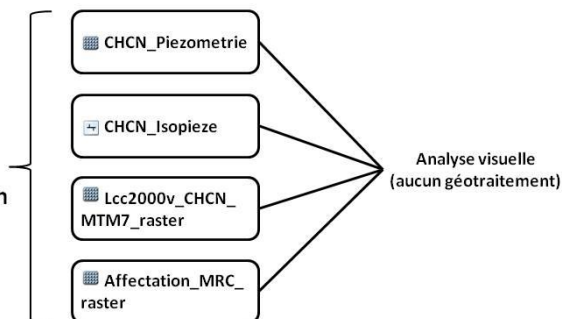 CHCN_Piezometrie
CHCN_Isopieze
n
Lcc2000v_CHCN_
MTM7_raster
Affectation_MRC_
raster
Analyse visuelle
(aucun géotraitement)